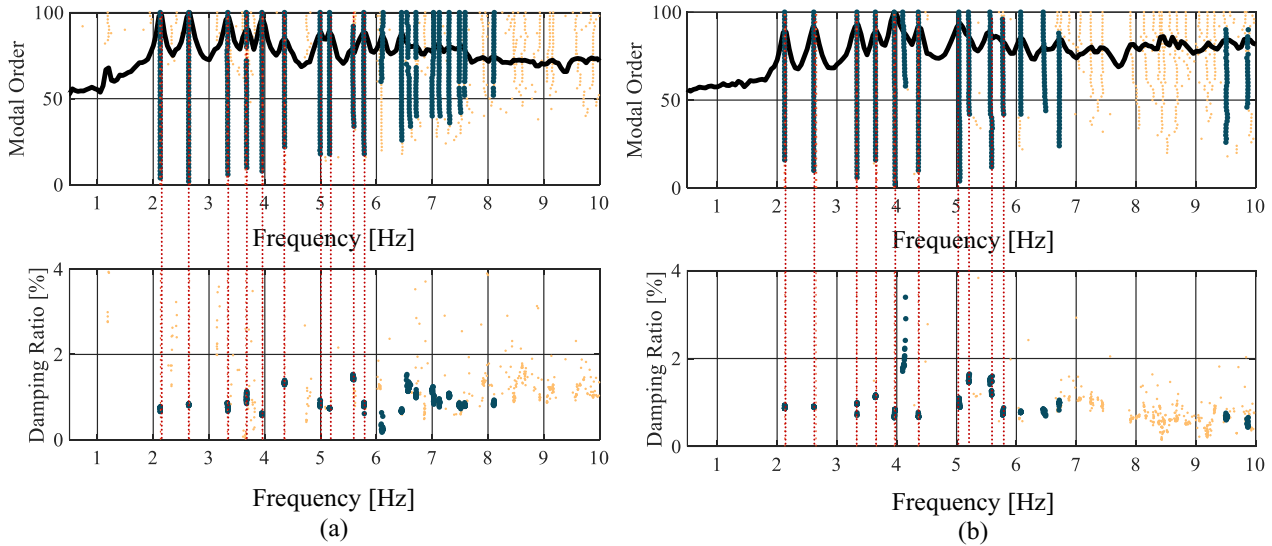 100
50
0
Modal Order
1 2 3 4 5 6 7 8 9 10
Frequency [Hz]
4
2
0
Damping Ratio [%]
1 2 3 4 5 6 7 8 9 10
Frequency [Hz]
(a)
100
50
0
Modal Order
1 2 3 4 5 6 7 8 9 10
Frequency [Hz]
4
2
0
Damping Ratio [%]
1 2 3 4 5 6 7 8 9 10
Frequency [Hz]
(b)